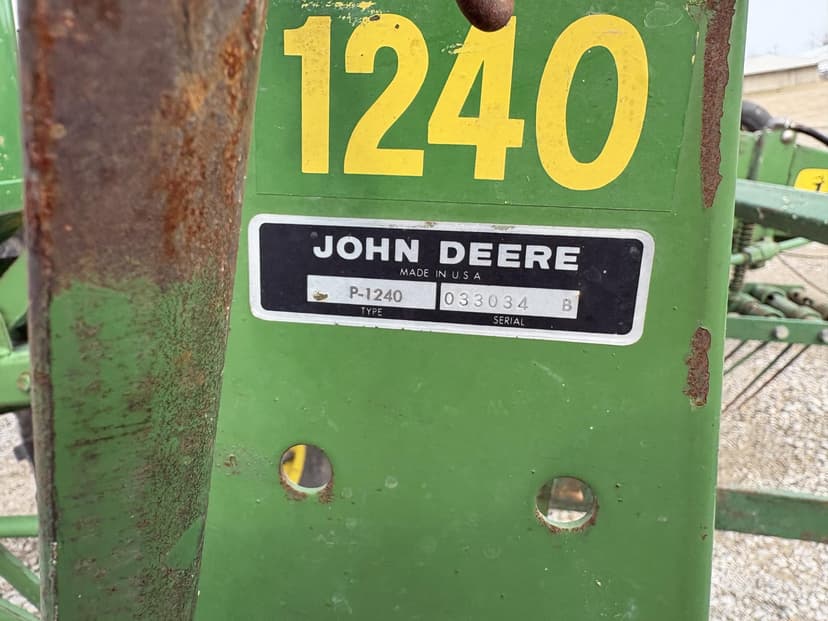 1240
JOHN DEERE
MADE IN U.S.A
P-1240 033034 B
TYPE SERIAL